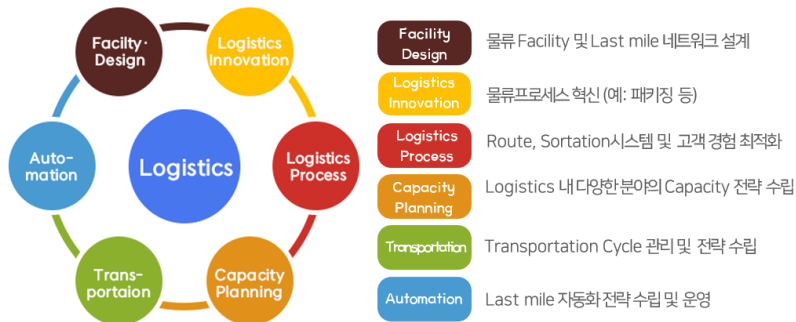 Facilty·
Design
Logistics
Innovation
Logistics
Process
Capacity
Planning
Trans-
portaion
Auto-
mation
Logistics
Facility
Design
물류 Facility 및 Last mile 네트워크 설계
Logistics
Innovation
물류프로세스 혁신 (예: 패키징 등)
Logistics
Process
Route, Sortation시스템 및 고객 경험 최적화
Capacity
Planning
Logistics 내 다양한 분야의 Capacity 전략 수립
Transportation
Transportation Cycle 관리 및 전략 수립
Automation
Last mile 자동화 전략 수립 및 운영